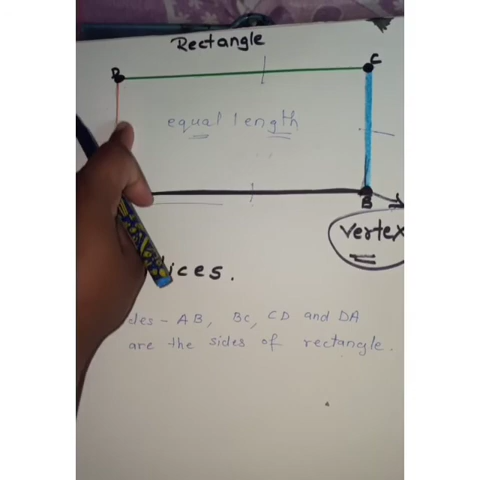 Rectangle
D
C
equal length
B
vertex
ices.
des - AB, BC, CD and DA
are the sides of rectangle.